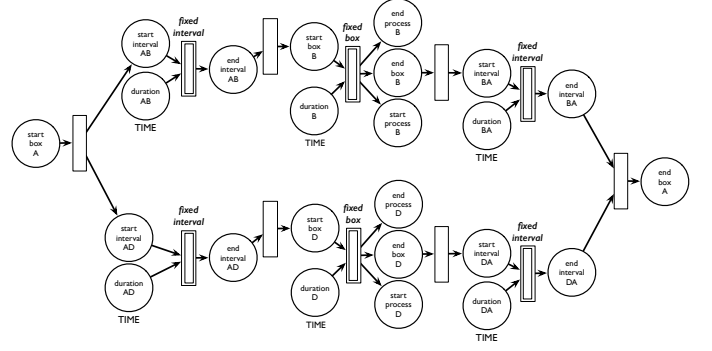 start
box
A
start
interval
AB
duration
AB
TIME
fixed
interval
end
interval
AB
start
box
B
duration
B
TIME
fixed
box
end
process
B
end
box
B
start
process
B
start
interval
BA
duration
BA
TIME
fixed
interval
end
interval
BA
start
interval
AD
duration
AD
TIME
fixed
interval
end
interval
AD
start
box
D
duration
D
TIME
fixed
box
end
process
D
end
box
D
start
process
D
start
interval
DA
duration
DA
TIME
fixed
interval
end
interval
DA
end
box
A